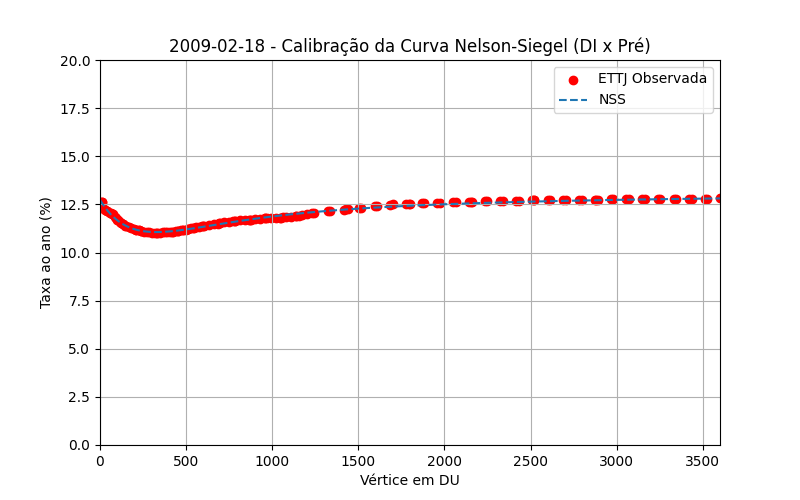 2009-02-18 - Calibração da Curva Nelson-Siegel (DI x Pré)
ETTJ Observada
NSS
20.0
17.5
15.0
12.5
10.0
7.5
5.0
2.5
0.0
Taxa ao ano (%)
0 500 1000 1500 2000 2500 3000 3500
Vértice em DU